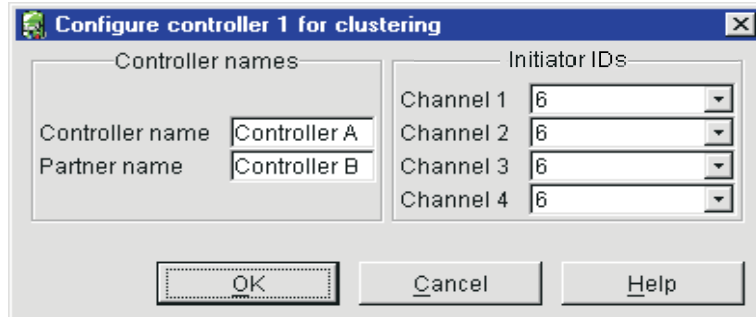 Configure controller 1 for clustering
Controller names
Controller name Controller A
Partner name Controller B
Initiator IDs
Channel 1 6
Channel 2 6
Channel 3 6
Channel 4 6
OK Cancel Help